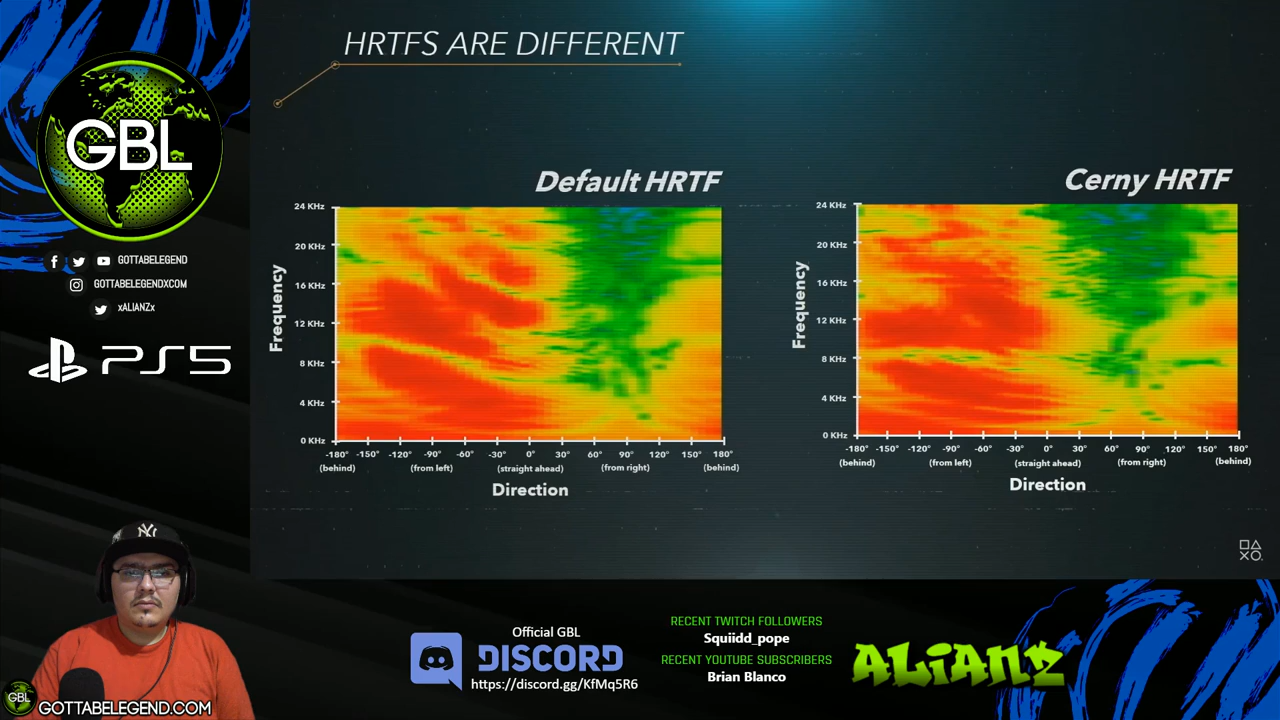 HRTFS ARE DIFFERENT
GBL
GOTTABELEGEND
GOTTABELEGENDXCOM
xALIANZx
PS5
Default HRTF
24 KHz
20 KHz
16 KHz
12 KHz
8 KHz
4 KHz
0 KHz
Frequency
-180° -150° -120° -90° -60° -30° 0° 30° 60° 90° 120° 150° 180°
(behind) (from left) (straight ahead) (from right) (behind)
Direction
Cerny HRTF
24 KHz
20 KHz
16 KHz
12 KHz
8 KHz
4 KHz
0 KHz
Frequency
-180° -150° -120° -90° -60° -30° 0° 30° 60° 90° 120° 150° 180°
(behind) (from left) (straight ahead) (from right) (behind)
Direction
GBL
GOTTABELEGEND.COM
Official GBL
DISCORD
https://discord.gg/KfMq5R6
RECENT TWITCH FOLLOWERS
Squiidd_pope
RECENT YOUTUBE SUBSCRIBERS
Brian Blanco
ALiANZ